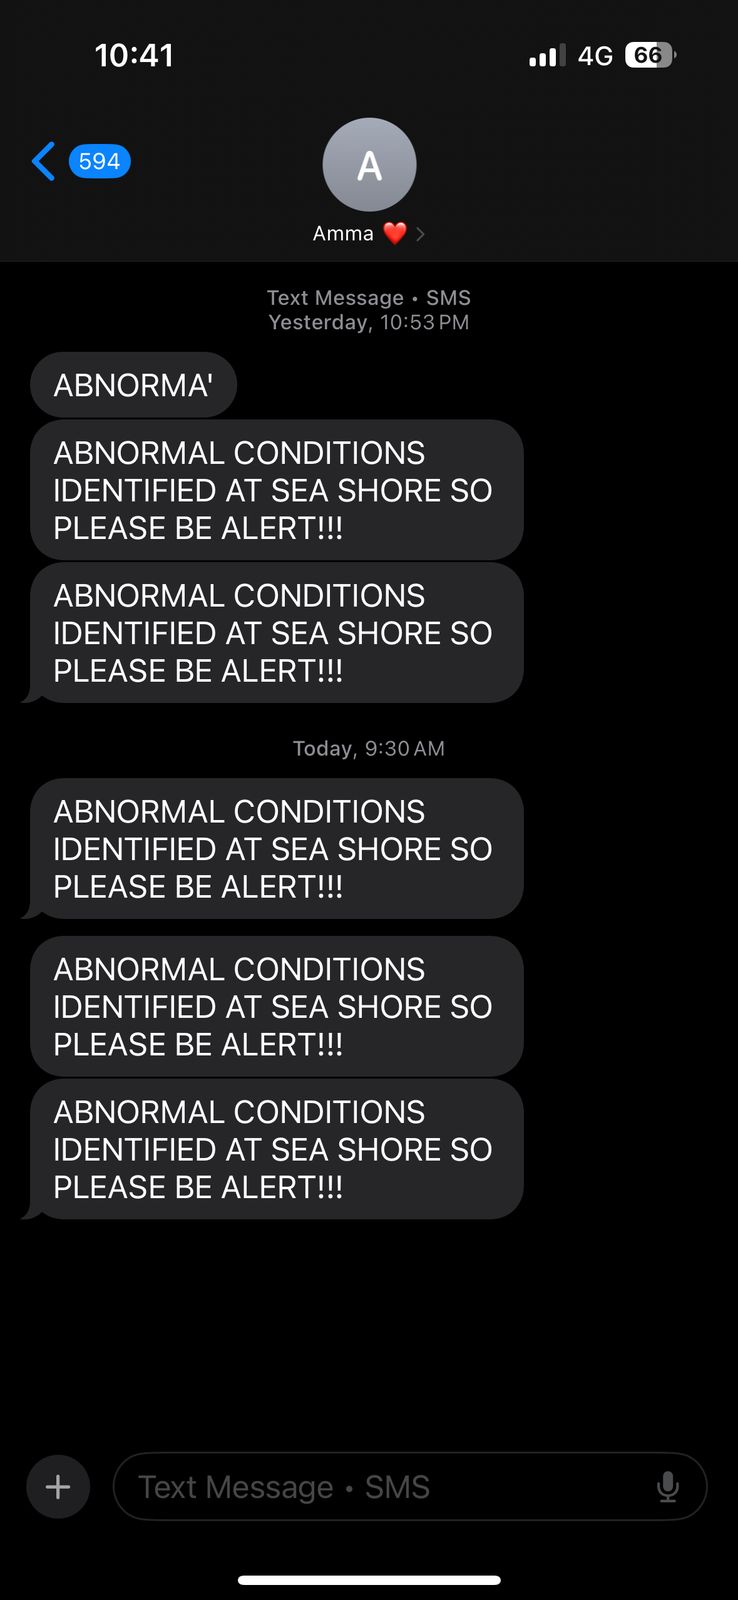 10:41
4G
66
594
A
Amma ❤️
Text Message • SMS
Yesterday, 10:53 PM
ABNORMA'
ABNORMAL CONDITIONS
IDENTIFIED AT SEA SHORE SO
PLEASE BE ALERT!!!
ABNORMAL CONDITIONS
IDENTIFIED AT SEA SHORE SO
PLEASE BE ALERT!!!
Today, 9:30 AM
ABNORMAL CONDITIONS
IDENTIFIED AT SEA SHORE SO
PLEASE BE ALERT!!!
ABNORMAL CONDITIONS
IDENTIFIED AT SEA SHORE SO
PLEASE BE ALERT!!!
ABNORMAL CONDITIONS
IDENTIFIED AT SEA SHORE SO
PLEASE BE ALERT!!!
Text Message • SMS